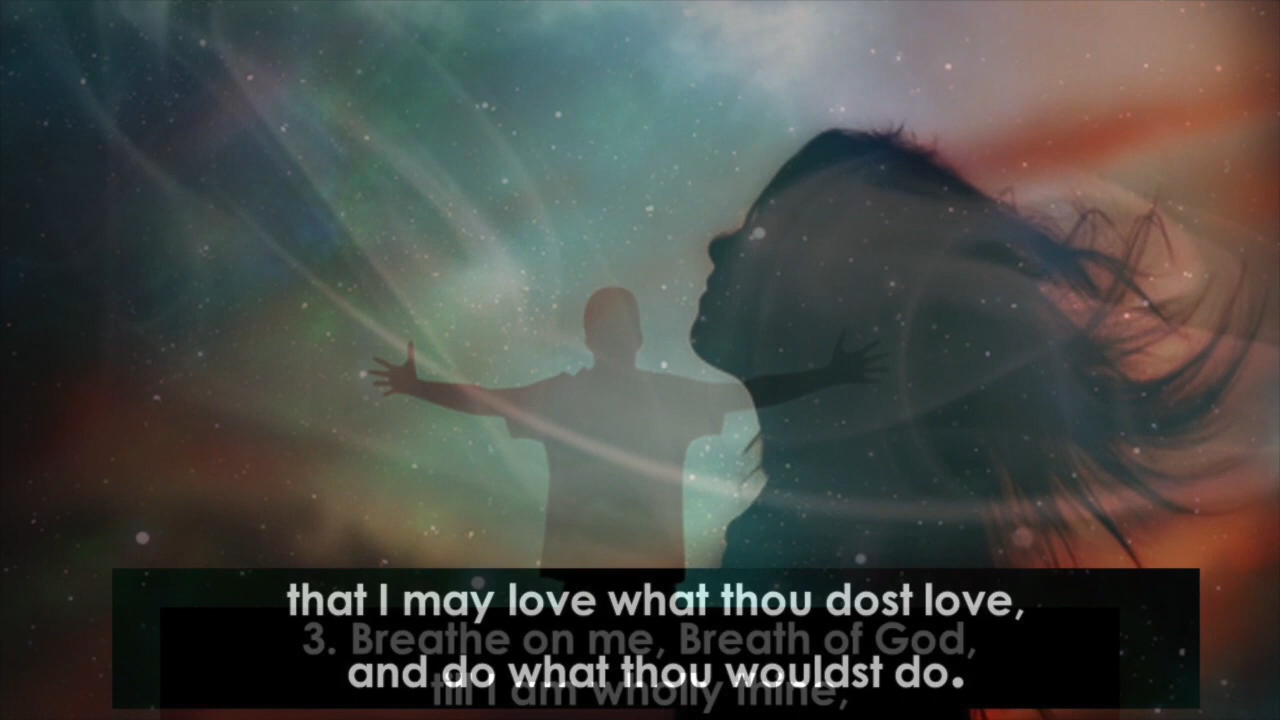 that I may love what thou dost love,
3. Breathe on me, Breath of God,
and do what thou wouldst do.
till I am wholly thine,